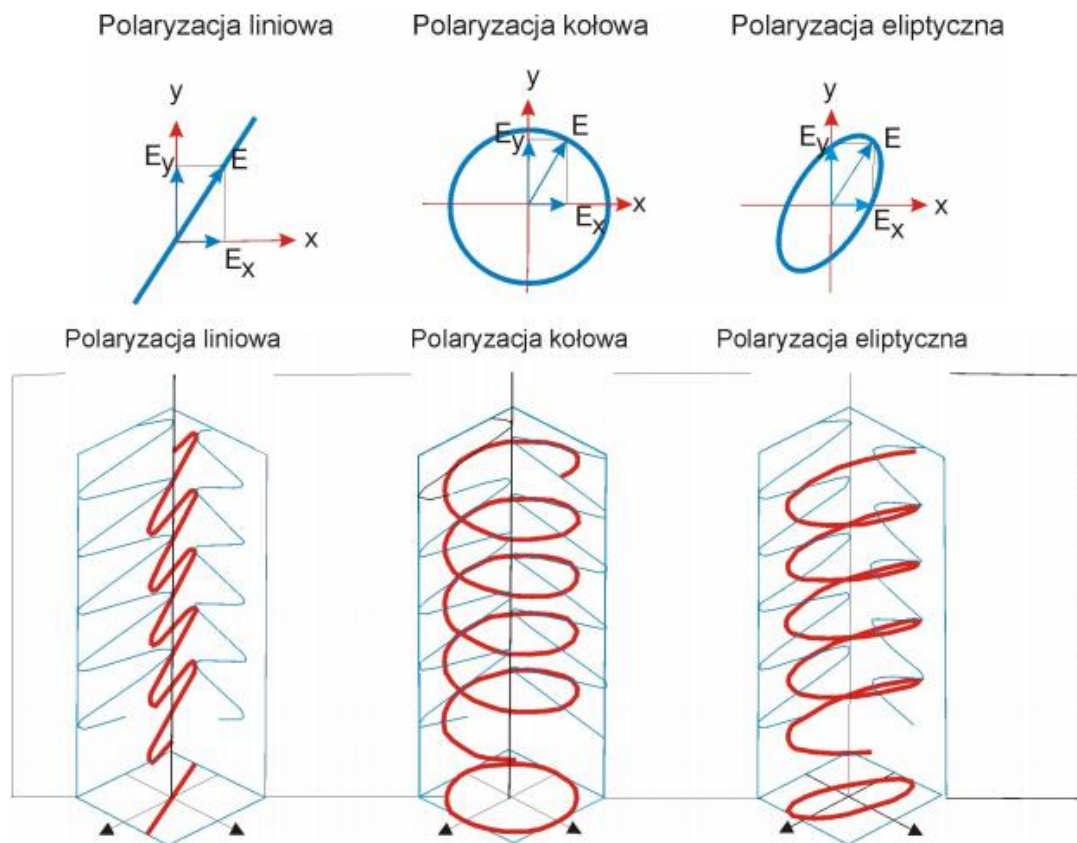 Polaryzacja liniowa
Polaryzacja kołowa
Polaryzacja eliptyczna
y
Ey
E
x
Ex
y
Ey
E
x
Ex
y
Ey
E
x
Ex
Polaryzacja liniowa
Polaryzacja kołowa
Polaryzacja eliptyczna